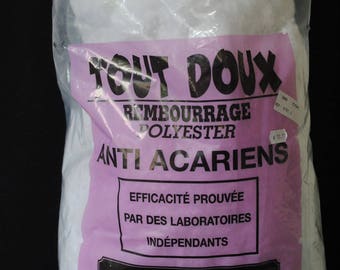 TOUT DOUX
REMBOURRAGE
POLYESTER
ANTI ACARIENS
EFFICACITÉ PROUVÉE
PAR DES LABORATOIRES
INDÉPENDANTS